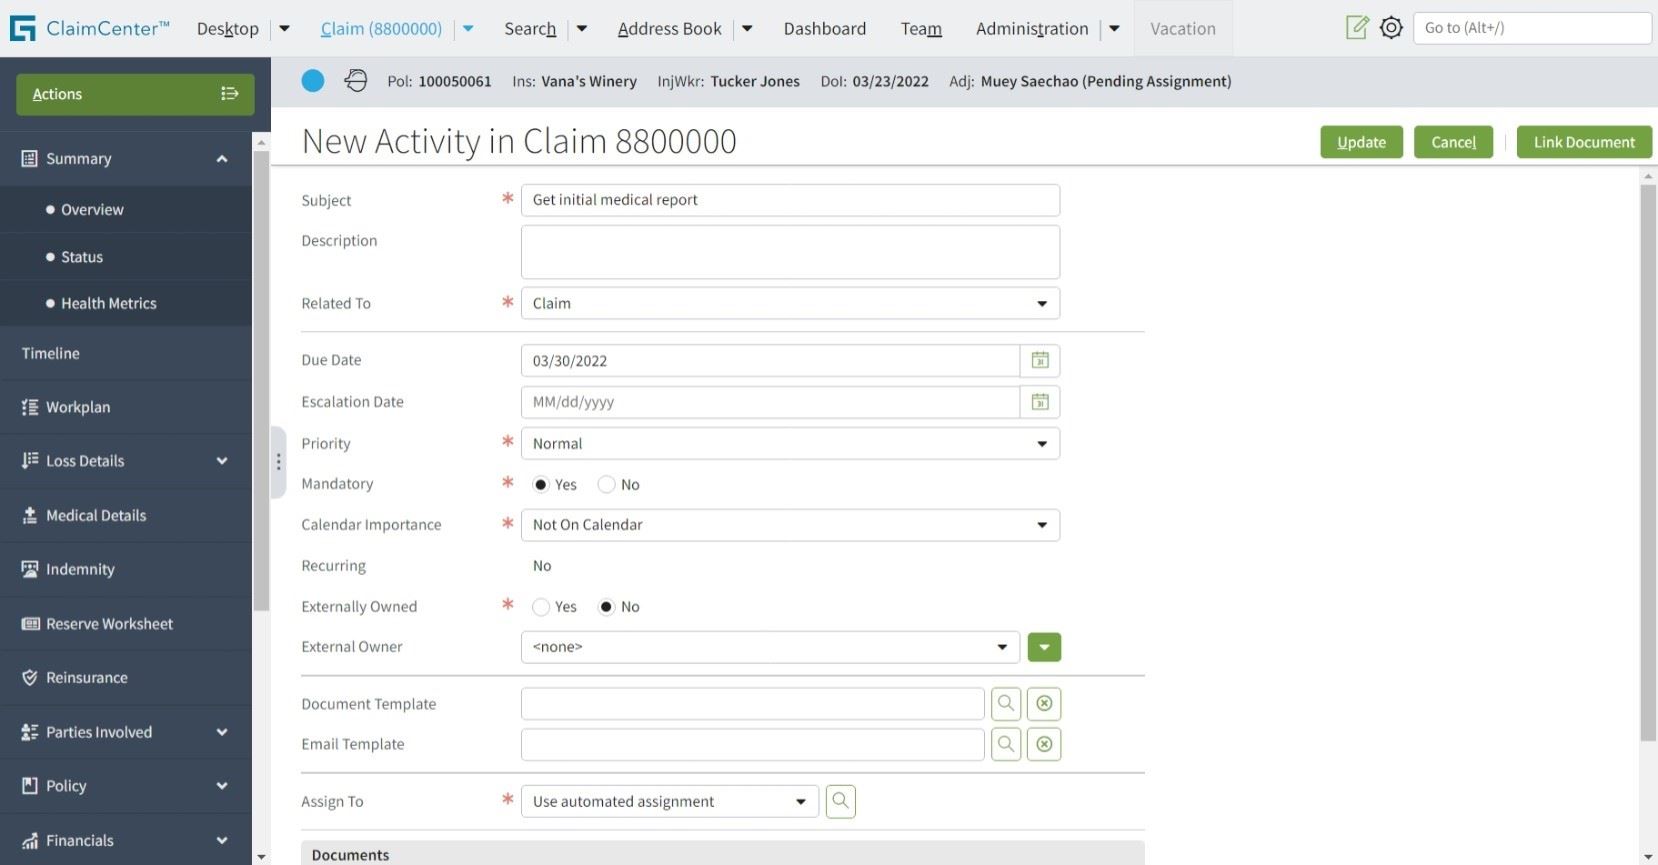 ClaimCenter™ Desktop Claim (8800000) Search Address Book Dashboard Team Administration Vacation Go to (Alt+/)
Actions
Pol: 100050061 Ins: Vana's Winery InjWkr: Tucker Jones DoI: 03/23/2022 Adj: Muey Saechao (Pending Assignment)
Summary
Overview
Status
Health Metrics
Timeline
Workplan
Loss Details
Medical Details
Indemnity
Reserve Worksheet
Reinsurance
Parties Involved
Policy
Financials
New Activity in Claim 8800000
Update Cancel Link Document
Subject * Get initial medical report
Description
Related To * Claim
Due Date 03/30/2022
Escalation Date MM/dd/yyyy
Priority * Normal
Mandatory * Yes No
Calendar Importance * Not On Calendar
Recurring No
Externally Owned * Yes No
External Owner <none>
Document Template
Email Template
Assign To * Use automated assignment
Documents